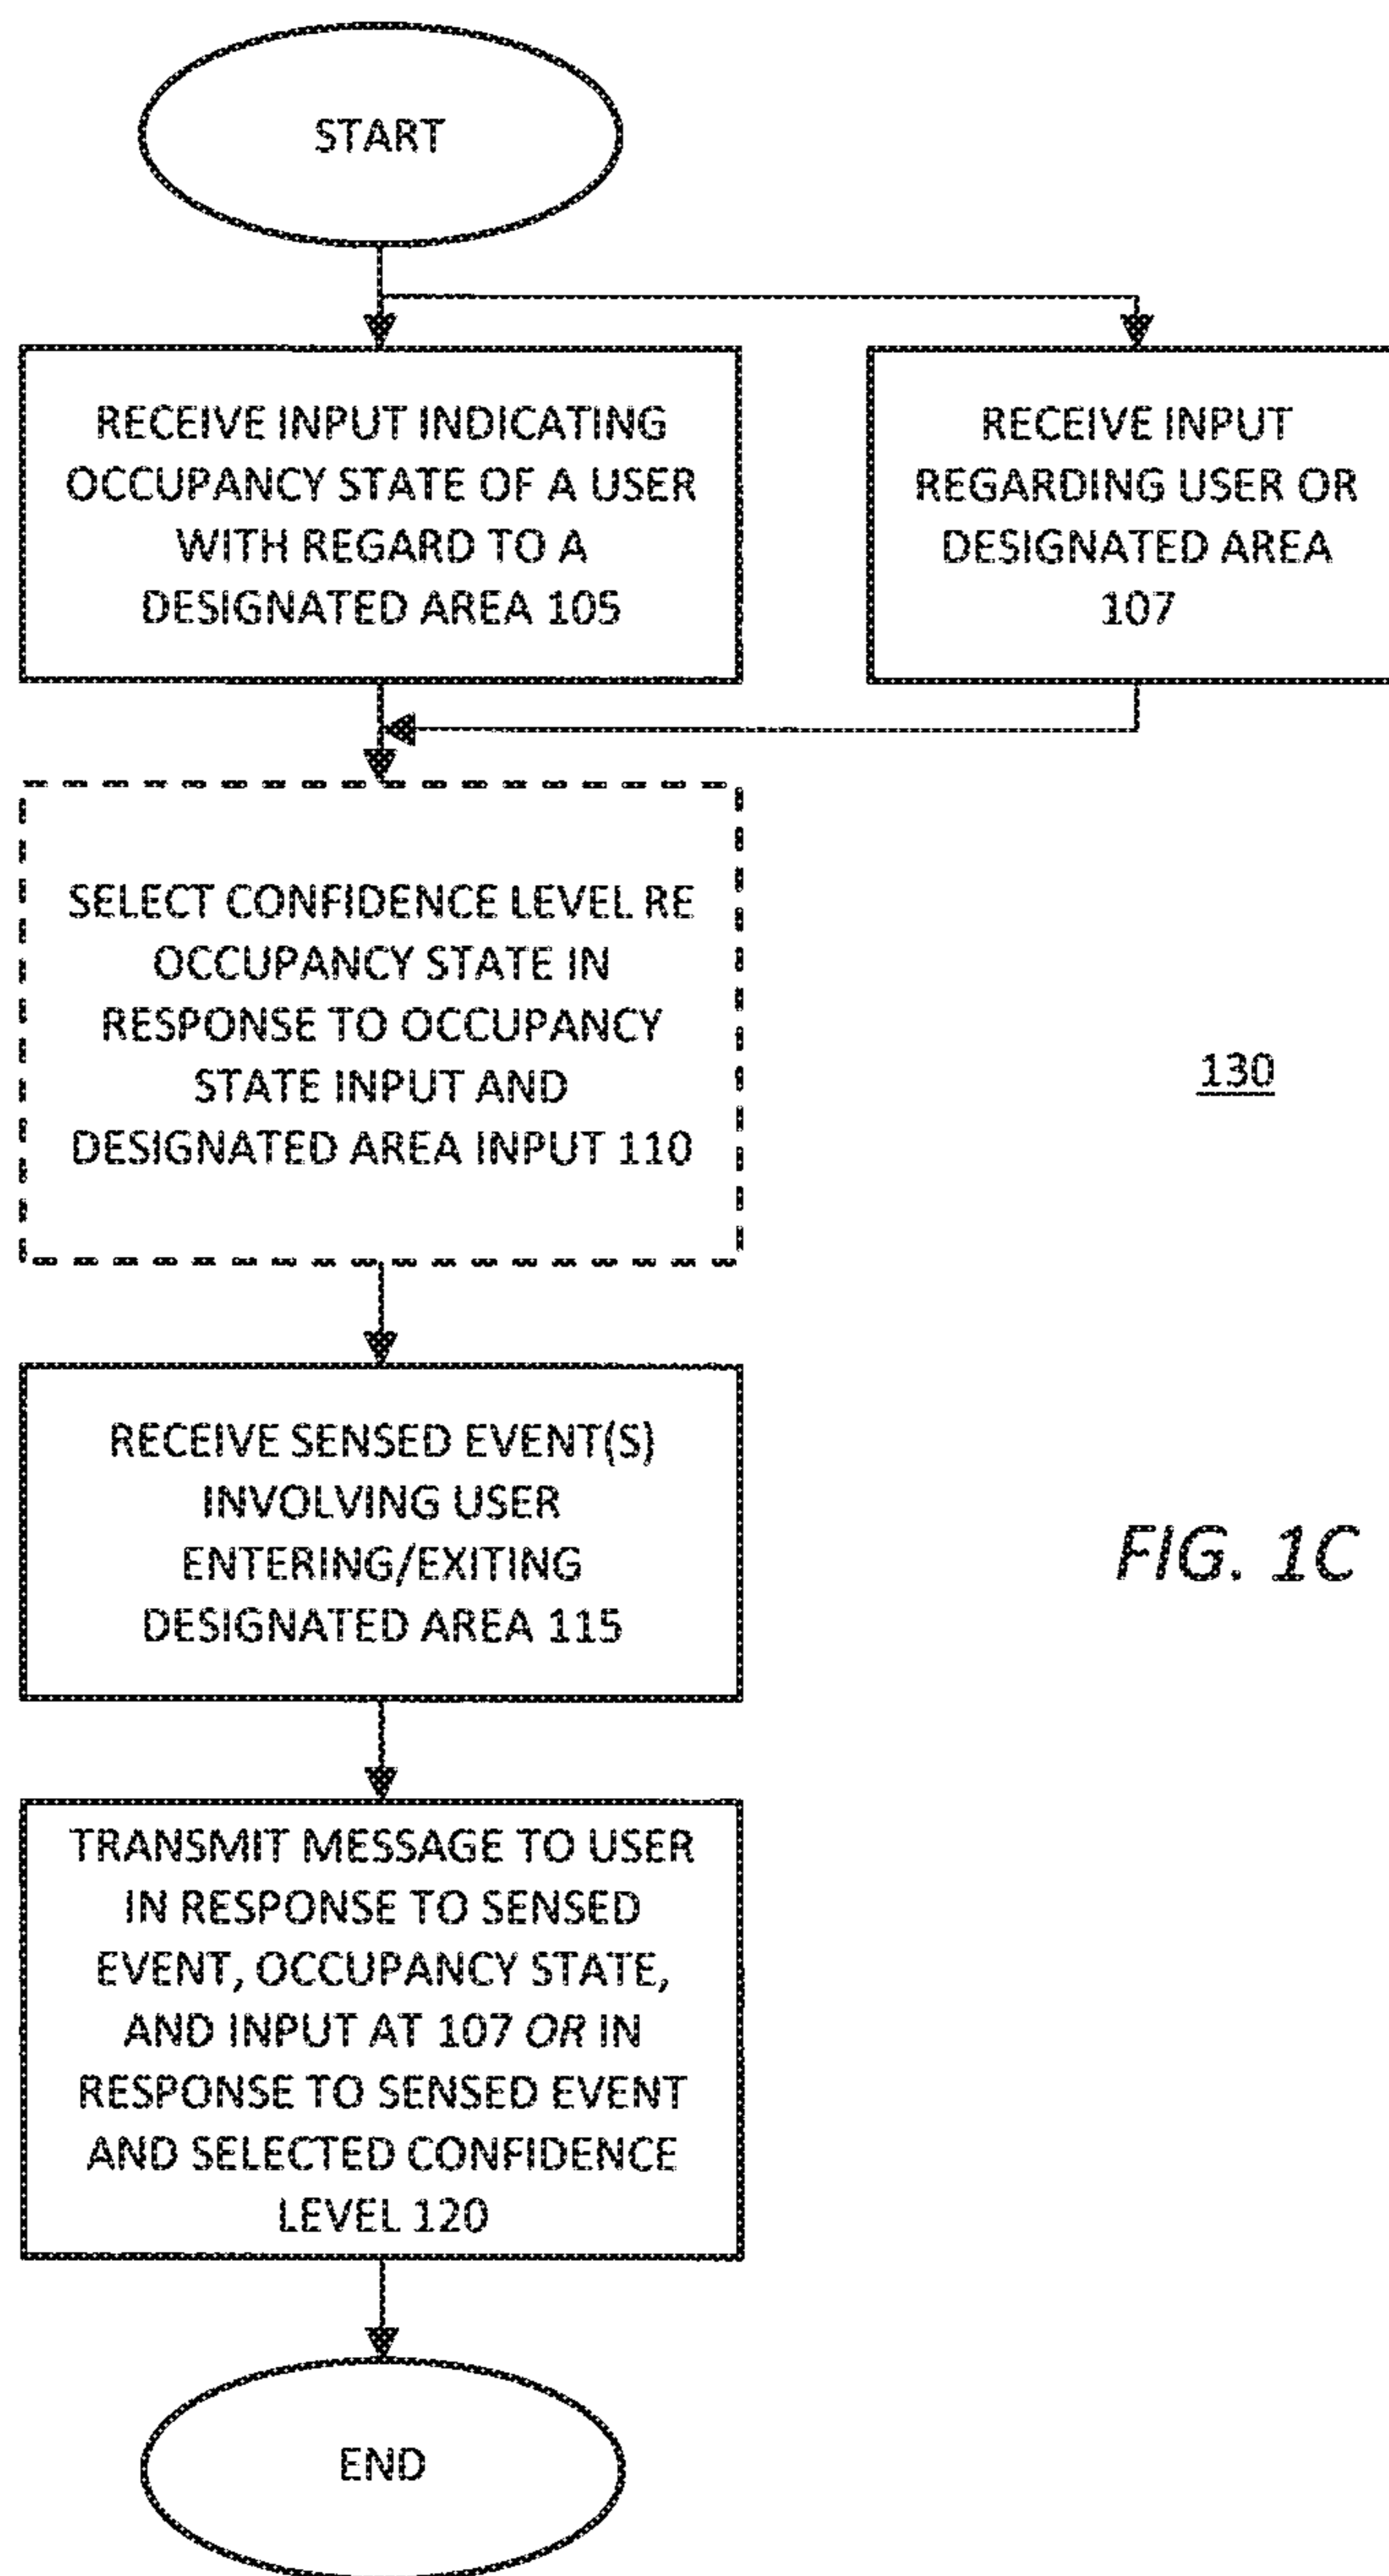 START
RECEIVE INPUT INDICATING
OCCUPANCY STATE OF A USER
WITH REGARD TO A
DESIGNATED AREA 105
RECEIVE INPUT
REGARDING USER OR
DESIGNATED AREA
107
SELECT CONFIDENCE LEVEL RE
OCCUPANCY STATE IN
RESPONSE TO OCCUPANCY
STATE INPUT AND
DESIGNATED AREA INPUT 110
130
RECEIVE SENSED EVENT(S)
INVOLVING USER
ENTERING/EXITING
DESIGNATED AREA 115
FIG. 1C
TRANSMIT MESSAGE TO USER
IN RESPONSE TO SENSED
EVENT, OCCUPANCY STATE,
AND INPUT AT 107 OR IN
RESPONSE TO SENSED EVENT
AND SELECTED CONFIDENCE
LEVEL 120
END